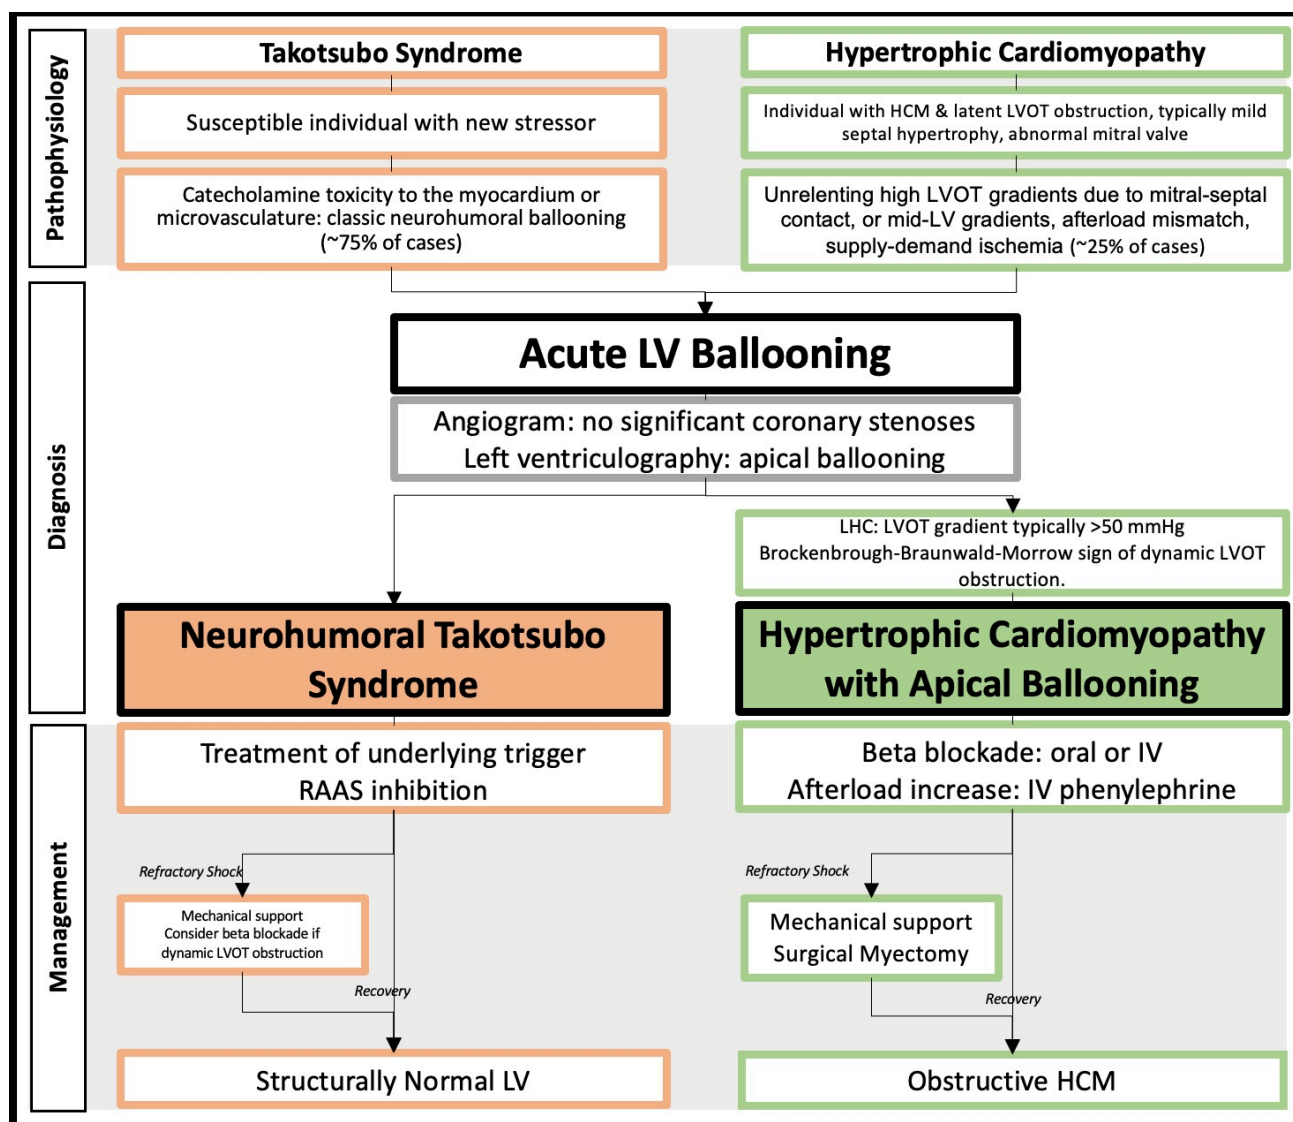 Pathophysiology
Takotsubo Syndrome
Susceptible individual with new stressor
Catecholamine toxicity to the myocardium or
microvasculature: classic neurohumoral ballooning
(~75% of cases)
Hypertrophic Cardiomyopathy
Individual with HCM & latent LVOT obstruction, typically mild
septal hypertrophy, abnormal mitral valve
Unrelenting high LVOT gradients due to mitral-septal
contact, or mid-LV gradients, afterload mismatch,
supply-demand ischemia (~25% of cases)
Diagnosis
Acute LV Ballooning
Angiogram: no significant coronary stenoses
Left ventriculography: apical ballooning
LHC: LVOT gradient typically >50 mmHg
Brockenbrough-Braunwald-Morrow sign of dynamic LVOT
obstruction.
Neurohumoral Takotsubo
Syndrome
Hypertrophic Cardiomyopathy
with Apical Ballooning
Management
Treatment of underlying trigger
RAAS inhibition
Refractory Shock
Mechanical support
Consider beta blockade if
dynamic LVOT obstruction
Recovery
Structurally Normal LV
Beta blockade: oral or IV
Afterload increase: IV phenylephrine
Refractory Shock
Mechanical support
Surgical Myectomy
Recovery
Obstructive HCM